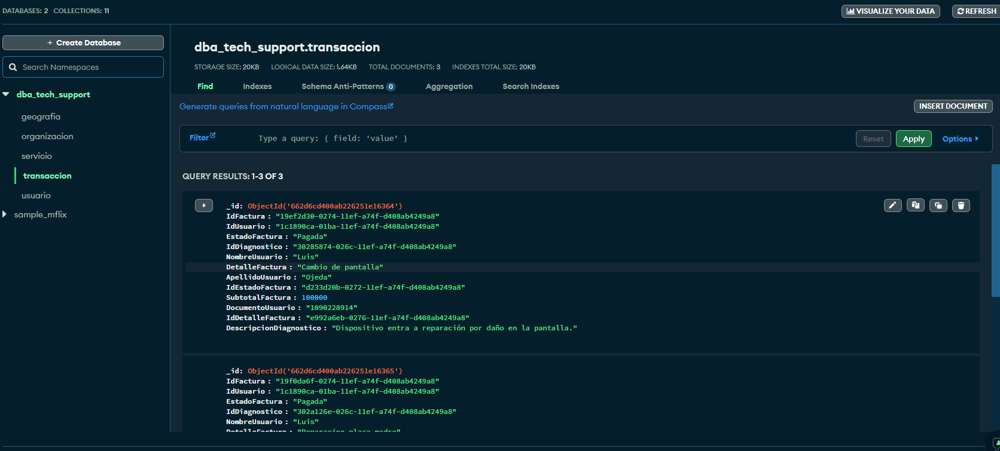 DATABASES: 2 COLLECTIONS: 11
VISUALIZE YOUR DATA
REFRESH
+ Create Database
Search Namespaces
dba_tech_support
geografia
organizacion
servicio
transaccion
usuario
sample_mflix
dba_tech_support.transaccion
STORAGE SIZE: 20KB LOGICAL DATA SIZE: 1.64KB TOTAL DOCUMENTS: 3 INDEXES TOTAL SIZE: 20KB
Find Indexes Schema Anti-Patterns 0 Aggregation Search Indexes
Generate queries from natural language in Compass
INSERT DOCUMENT
Filter Type a query: { field: 'value' } Reset Apply Options
QUERY RESULTS: 1-3 OF 3
_id: ObjectId('662d6cd400ab226251e16364')
IdFactura : "19ef2d30-0274-11ef-a74f-d408ab4249a8"
IdUsuario : "1c1890ca-01ba-11ef-a74f-d408ab4249a8"
EstadoFactura : "Pagada"
IdDiagnostico : "30285874-026c-11ef-a74f-d408ab4249a8"
NombreUsuario : "Luis"
DetalleFactura : "Cambio de pantalla"
ApellidoUsuario : "Ojeda"
IdEstadoFactura : "d233d20b-0272-11ef-a74f-d408ab4249a8"
SubtotalFactura : 100000
DocumentoUsuario : "1090228914"
IdDetalleFactura : "e992a6eb-0276-11ef-a74f-d408ab4249a8"
DescripcionDiagnostico : "Dispositivo entra a reparación por daño en la pantalla."
_id: ObjectId('662d6cd400ab226251e16365')
IdFactura : "19f0da6f-0274-11ef-a74f-d408ab4249a8"
IdUsuario : "1c1890ca-01ba-11ef-a74f-d408ab4249a8"
EstadoFactura : "Pagada"
IdDiagnostico : "302a126e-026c-11ef-a74f-d408ab4249a8"
NombreUsuario : "Luis"
DetalleFactura : "Reparacion placa madre"